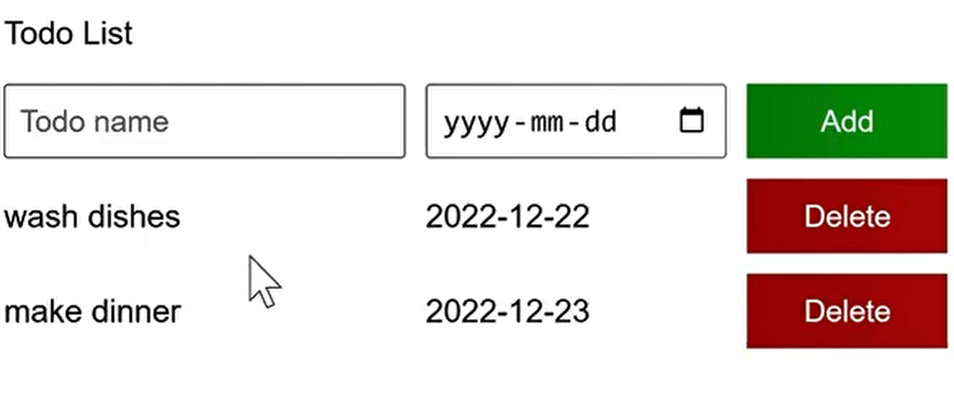 Todo List
Todo name yyyy-mm-dd Add
wash dishes 2022-12-22 Delete
make dinner 2022-12-23 Delete